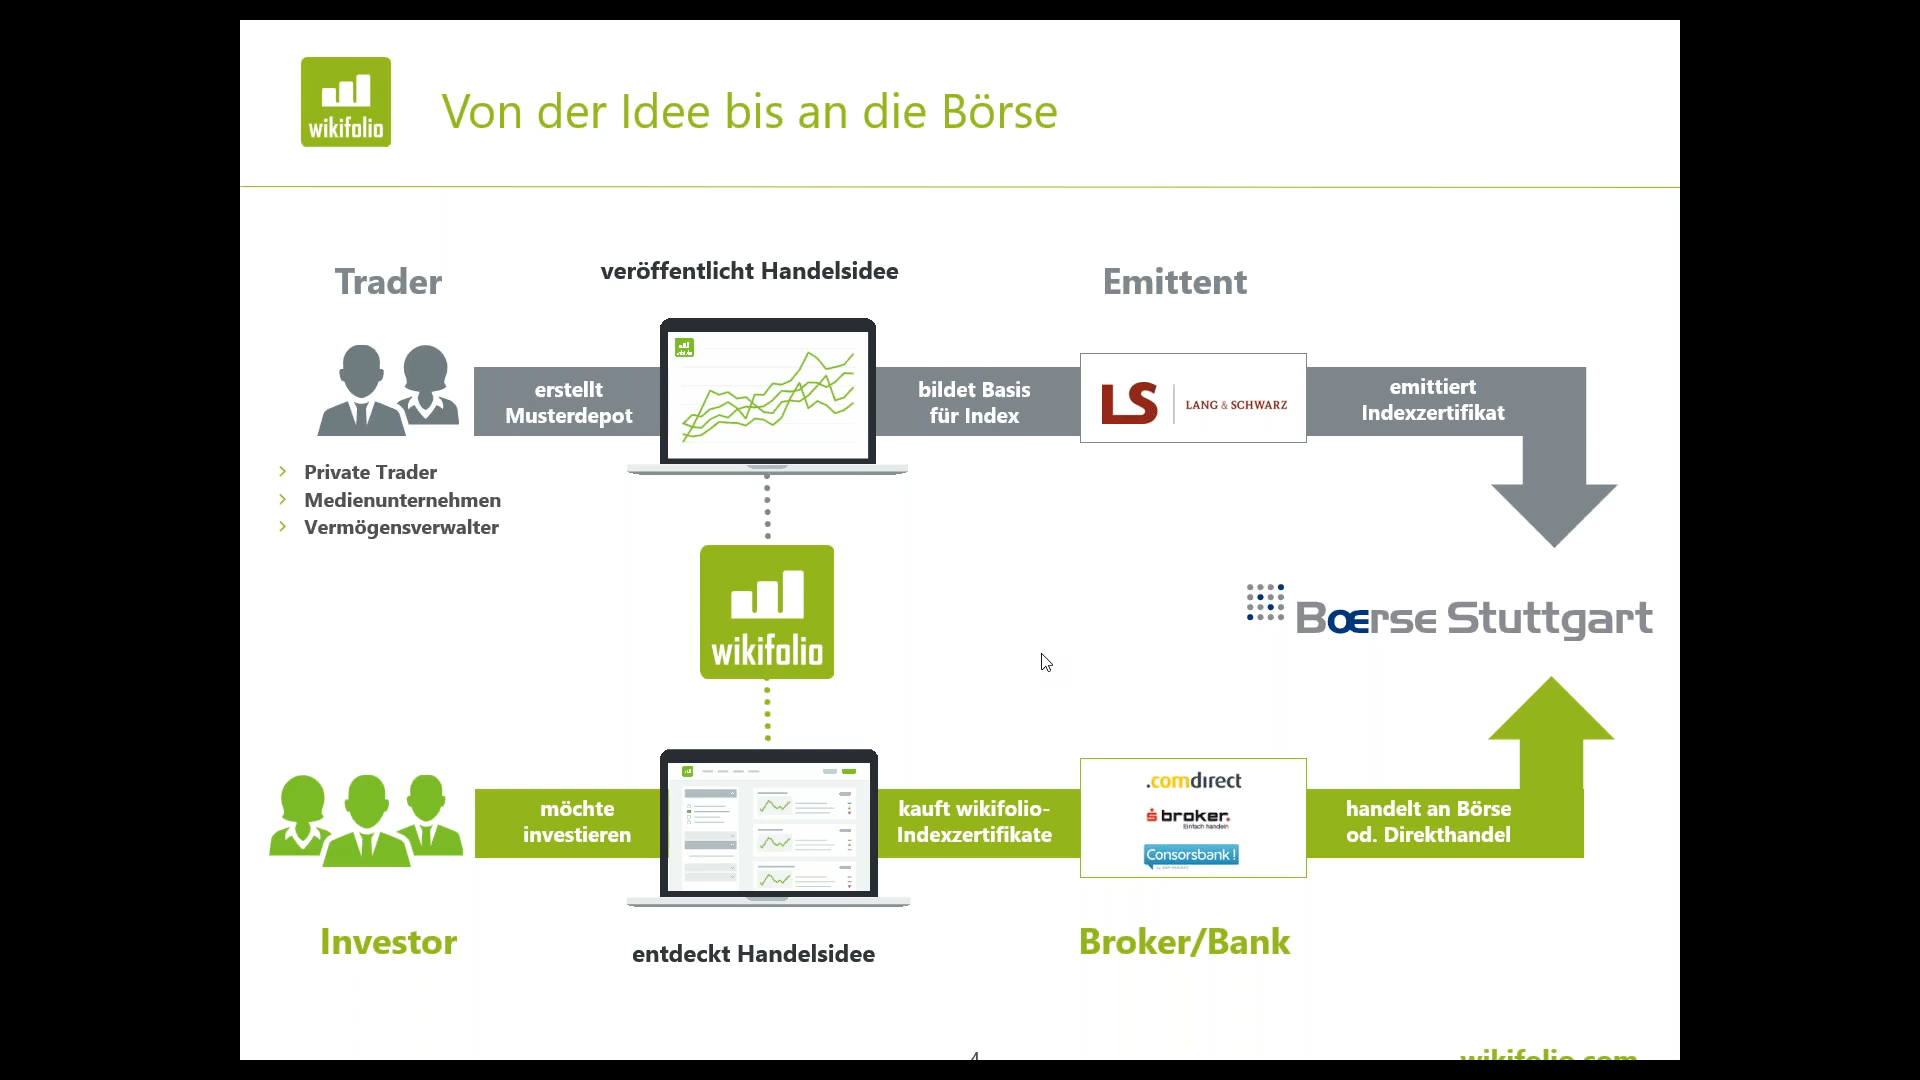 wikifolio
Von der Idee bis an die Börse
Trader
veröffentlicht Handelsidee
Emittent
erstellt
Musterdepot
bildet Basis
für Index
LS LANG & SCHWARZ
emittiert
Indexzertifikat
Private Trader
Medienunternehmen
Vermögensverwalter
wikifolio
Boerse Stuttgart
möchte
investieren
kauft wikifolio-
Indexzertifikate
.comdirect
broker.
Einfach handeln
Consorsbank!
handelt an Börse
od. Direkthandel
Investor
entdeckt Handelsidee
Broker/Bank
4
wikifolio.com